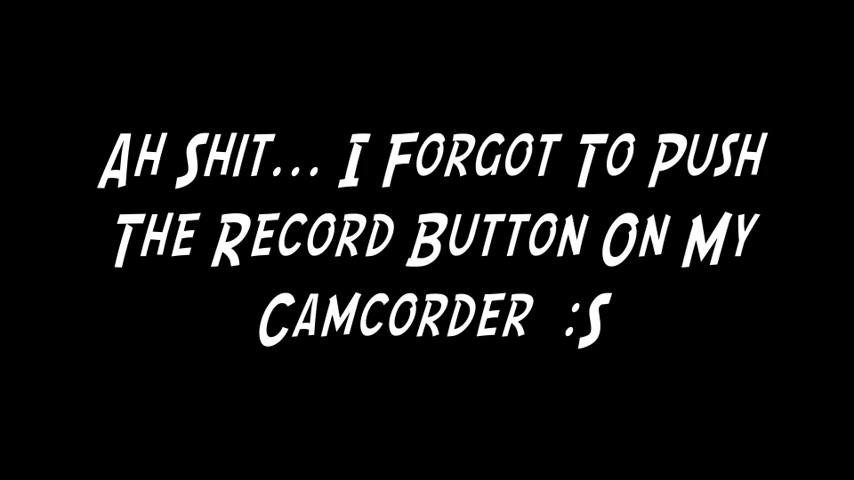 Ah Shit... I Forgot To Push
The Record Button On My
Camcorder :S